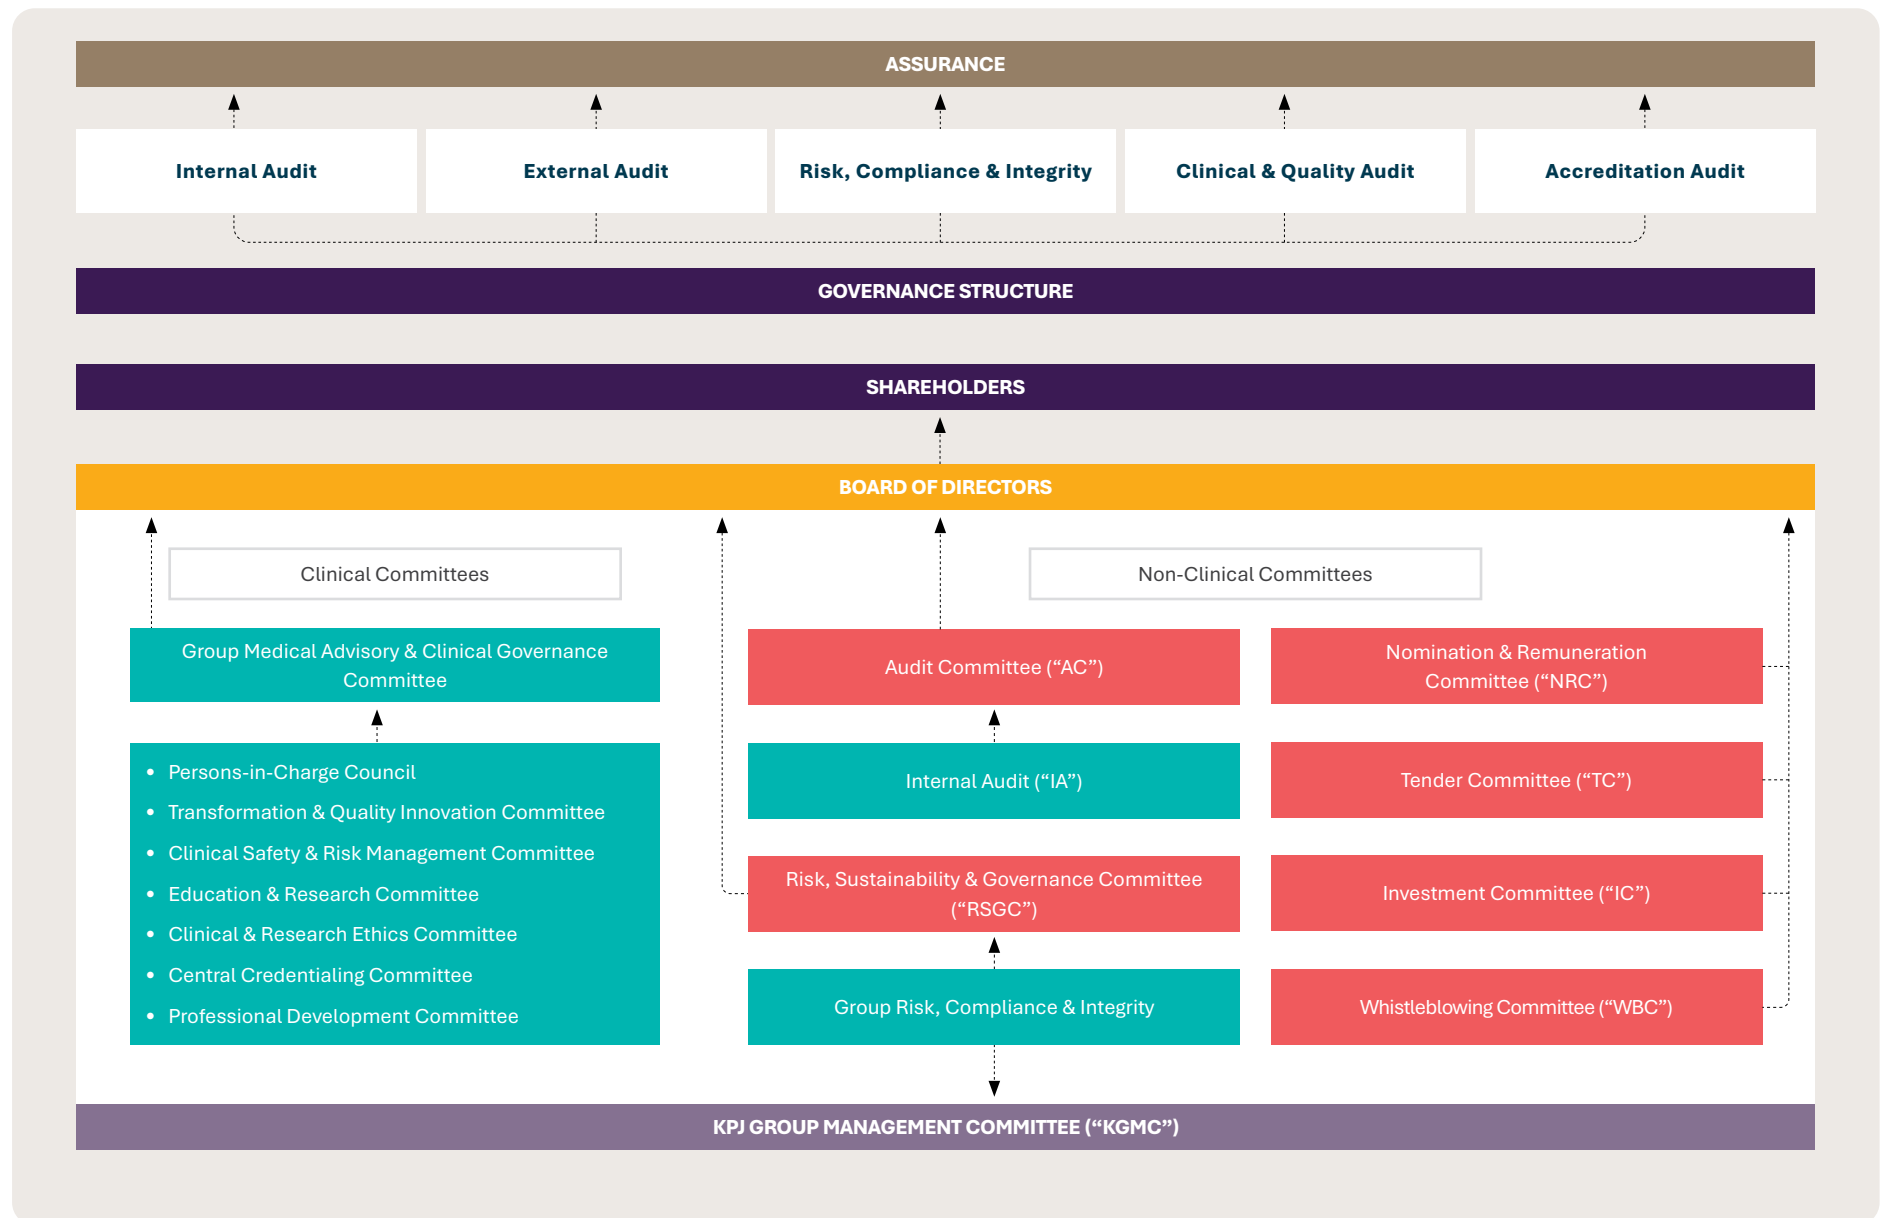 ASSURANCE
Internal Audit
External Audit
Risk, Compliance & Integrity
Clinical & Quality Audit
Accreditation Audit
GOVERNANCE STRUCTURE
SHAREHOLDERS
BOARD OF DIRECTORS
Clinical Committees
Group Medical Advisory & Clinical Governance
Committee
• Persons-in-Charge Council
• Transformation & Quality Innovation Committee
• Clinical Safety & Risk Management Committee
• Education & Research Committee
• Clinical & Research Ethics Committee
• Central Credentialing Committee
• Professional Development Committee
Non-Clinical Committees
Audit Committee (“AC”)
Internal Audit (“IA”)
Risk, Sustainability & Governance Committee
(“RSGC”)
Group Risk, Compliance & Integrity
Nomination & Remuneration
Committee (“NRC”)
Tender Committee (“TC”)
Investment Committee (“IC”)
Whistleblowing Committee (“WBC”)
KPJ GROUP MANAGEMENT COMMITTEE (“KGMC”)